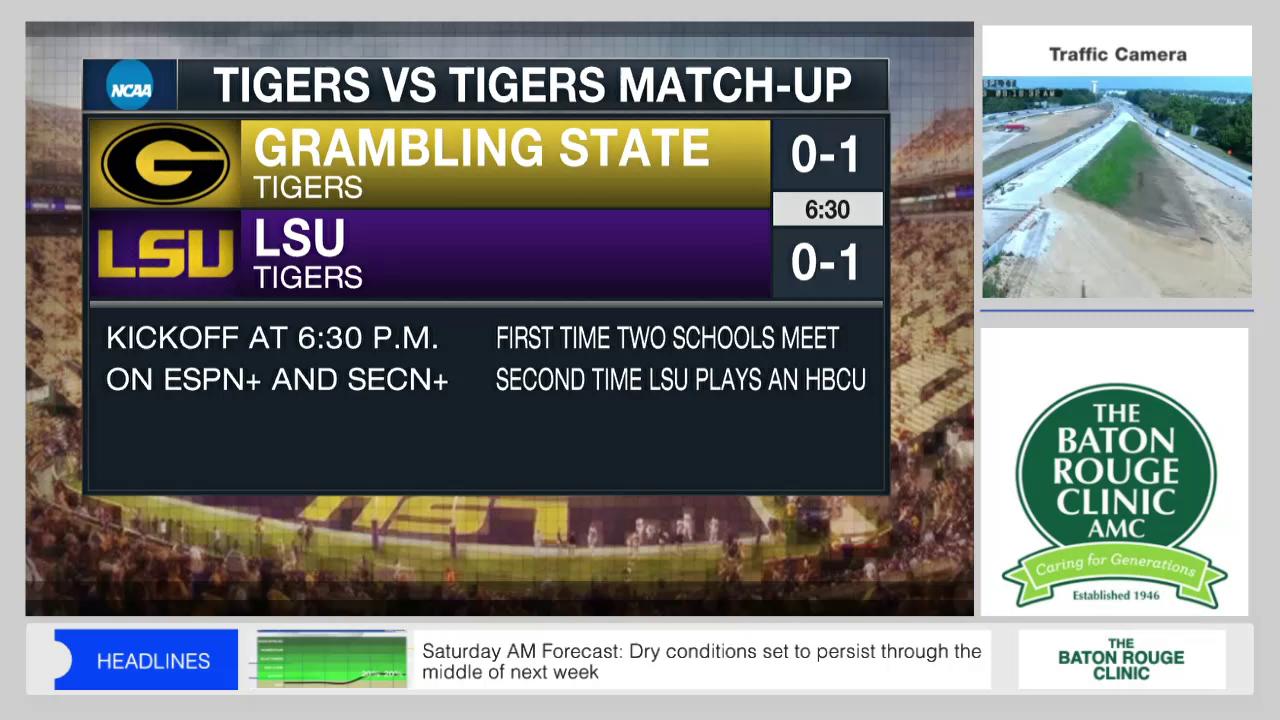 NCAA
TIGERS VS TIGERS MATCH-UP
G
GRAMBLING STATE
TIGERS
0-1
6:30
LSU
LSU
TIGERS
0-1
KICKOFF AT 6:30 P.M.
ON ESPN+ AND SECN+
FIRST TIME TWO SCHOOLS MEET
SECOND TIME LSU PLAYS AN HBCU
Traffic Camera
THE
BATON
ROUGE
CLINIC
AMC
Caring for Generations
Established 1946
HEADLINES
20% 20%
Saturday AM Forecast: Dry conditions set to persist through the
middle of next week
THE
BATON ROUGE
CLINIC